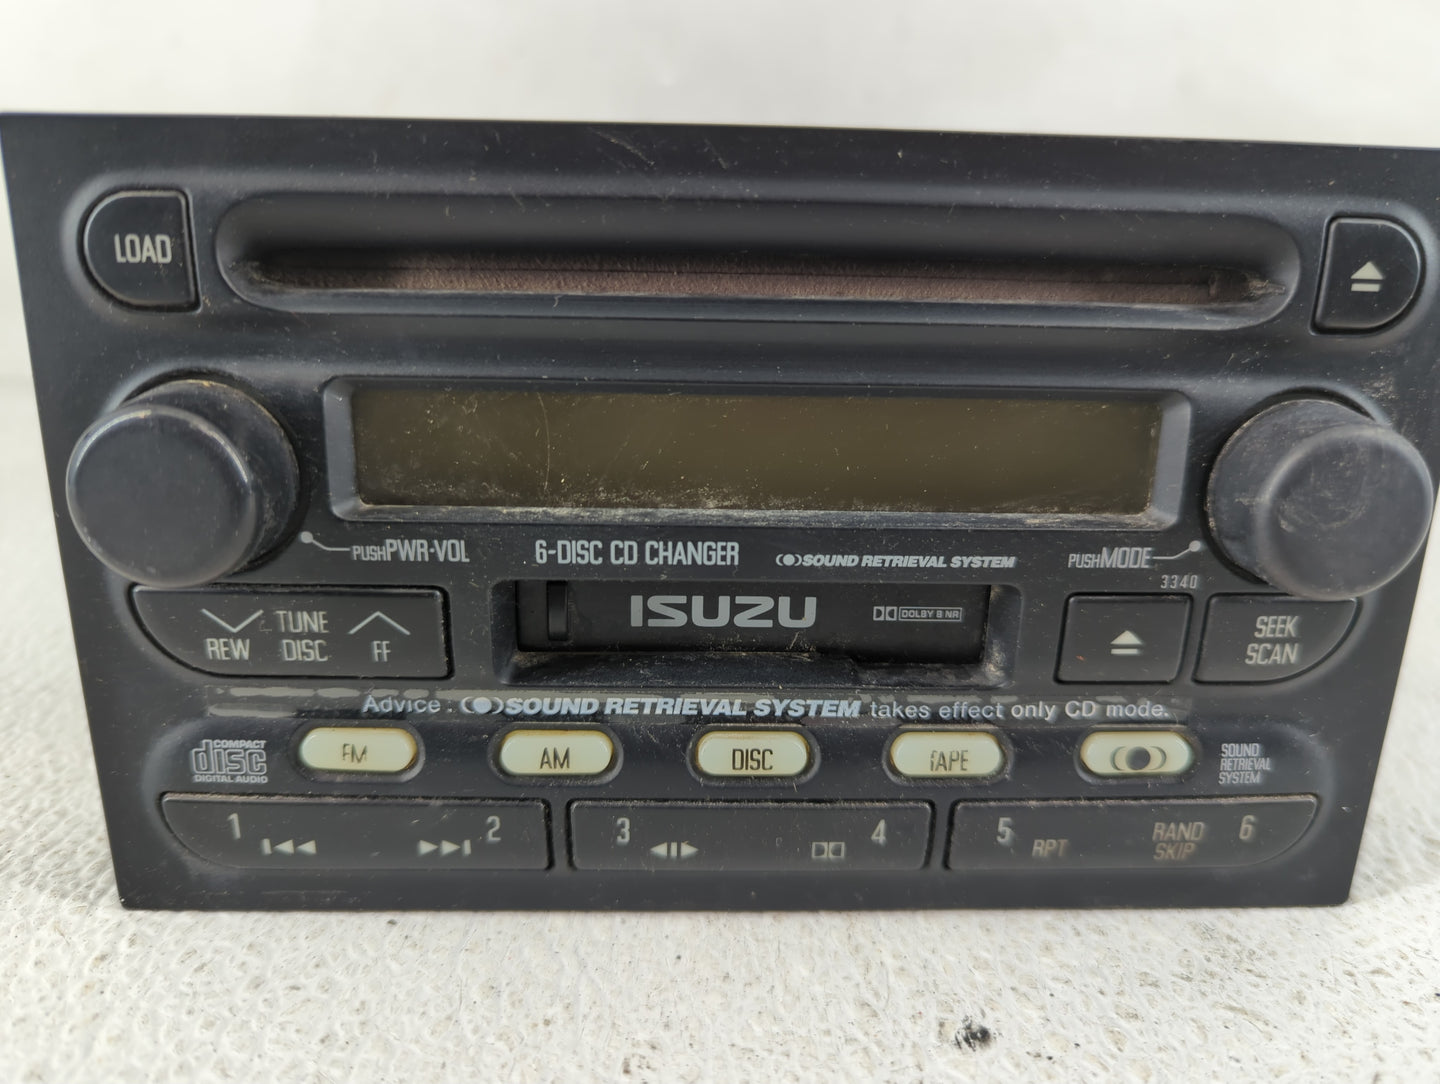 LOAD
PUSH PWR·VOL
6-DISC CD CHANGER
SOUND RETRIEVAL SYSTEM
PUSH MODE
3340
TUNE
REW DISC FF
ISUZU
DOLBY B NR
SEEK
SCAN
Advice : SOUND RETRIEVAL SYSTEM takes effect only CD mode.
COMPACT
disc
DIGITAL AUDIO
FM
AM
DISC
TAPE
SOUND
RETRIEVAL
SYSTEM
1 2
3 4
5 RPT
RAND 6
SKIP